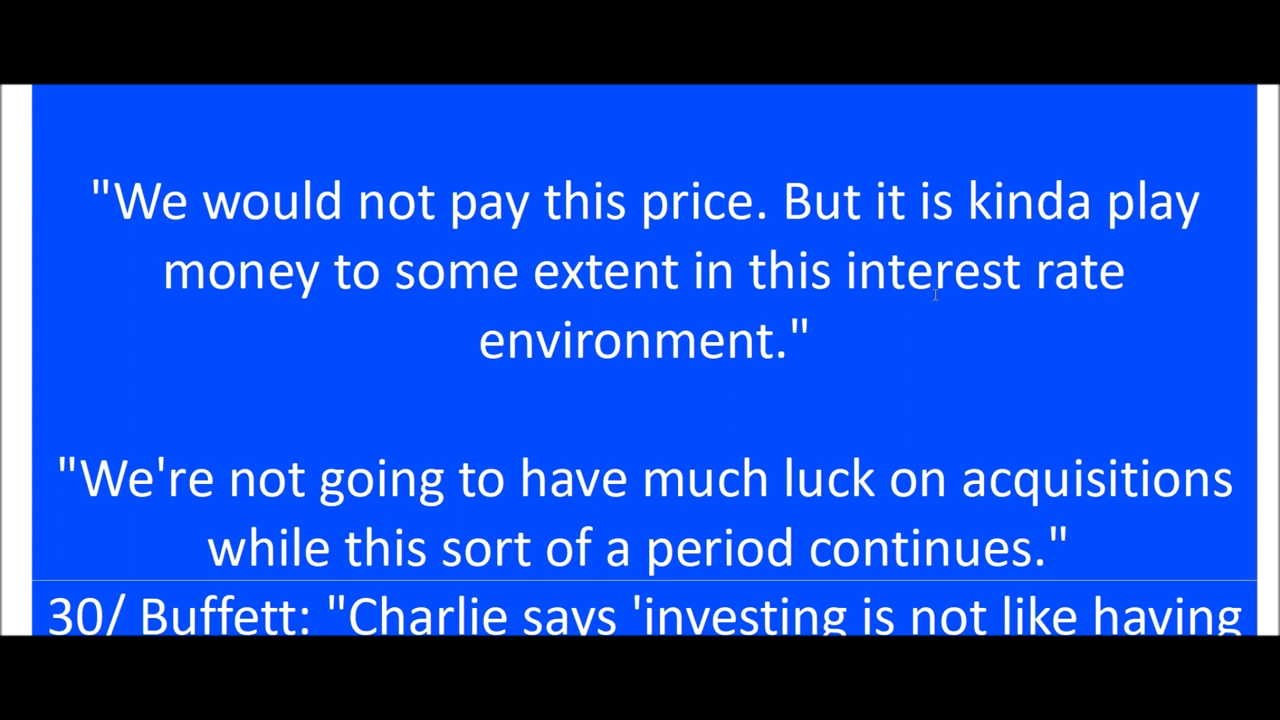 "We would not pay this price. But it is kinda play
money to some extent in this interest rate
environment."
"We're not going to have much luck on acquisitions
while this sort of a period continues."
30/ Buffett: "Charlie says 'investing is not like having